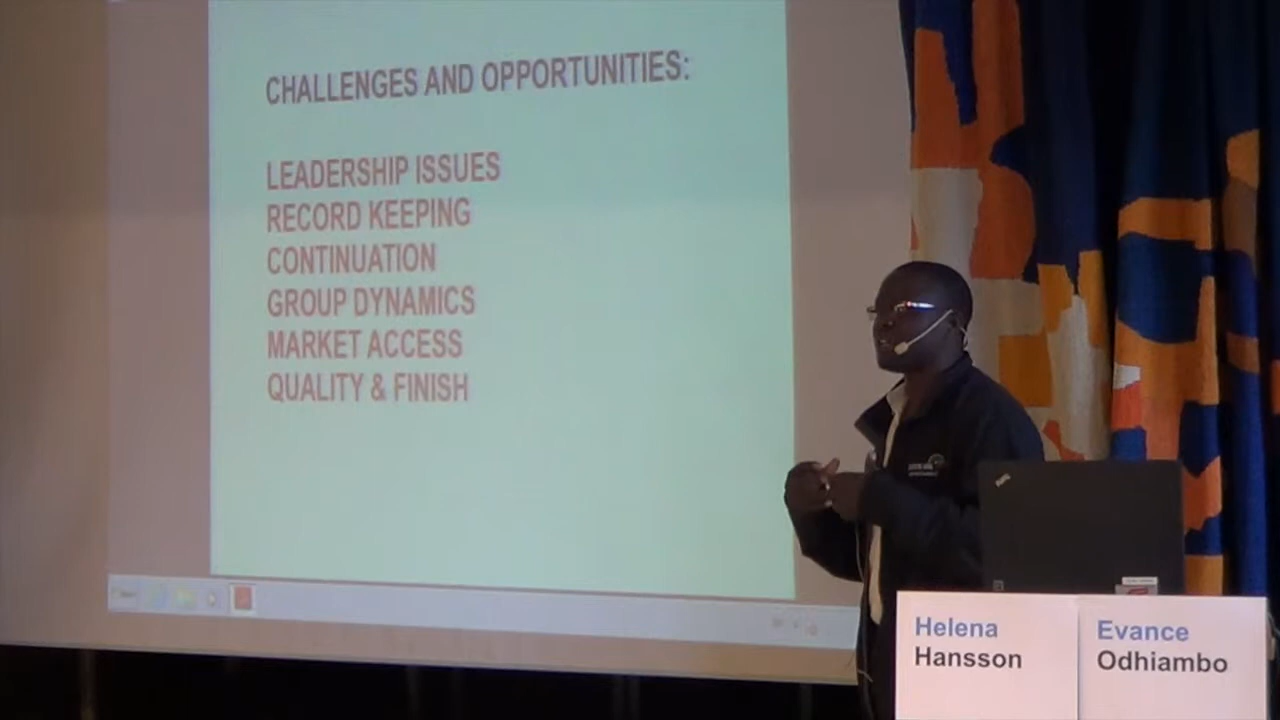 CHALLENGES AND OPPORTUNITIES:
LEADERSHIP ISSUES
RECORD KEEPING
CONTINUATION
GROUP DYNAMICS
MARKET ACCESS
QUALITY & FINISH
Helena
Hansson
Evance
Odhiambo